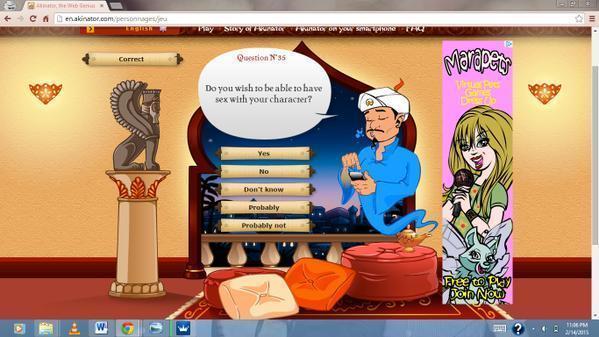 Akinator, the Web Genius
en.akinator.com/personnages/jeu
English
Play - Story of Akinator - Akinator on your smartphone - FAQ
Correct
Question N°35
Do you wish to be able to have
sex with your character?
Yes
No
Don't know
Probably
Probably not
Marapets
Virtual Pets
Games
Dress Up
Free to Play
Join Now
W
11:06 PM
2/14/2015